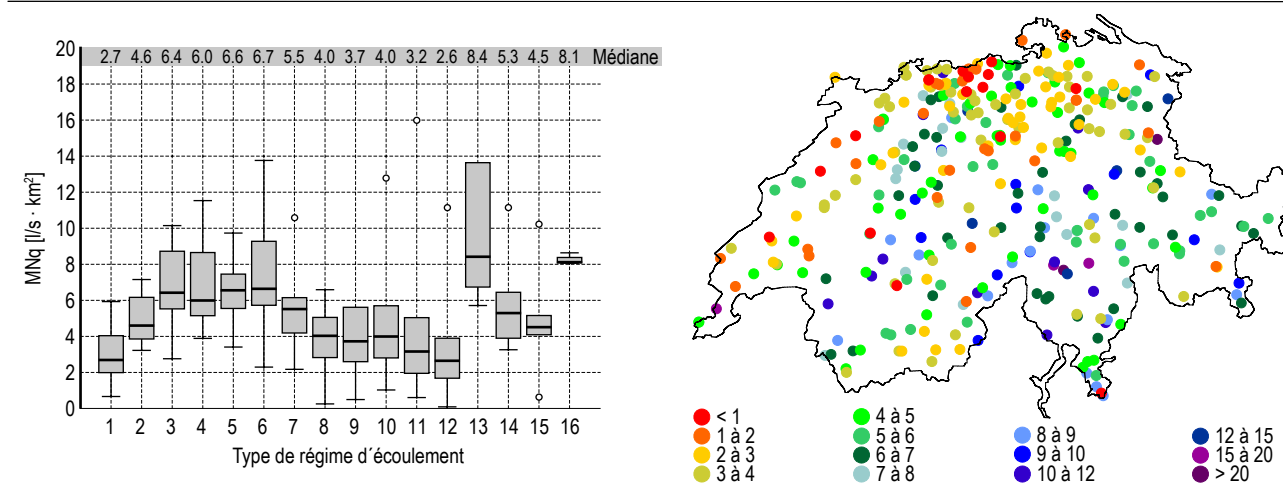 20 2.7 4.6 6.4 6.0 6.6 6.7 5.5 4.0 3.7 4.0 3.2 2.6 8.4 5.3 4.5 8.1 Médiane
18
16
14
12
10
8
6
4
2
0
MNq [l/s · km²]
1 2 3 4 5 6 7 8 9 10 11 12 13 14 15 16
Type de régime d´écoulement
< 1
1 à 2
2 à 3
3 à 4
4 à 5
5 à 6
6 à 7
7 à 8
8 à 9
9 à 10
10 à 12
12 à 15
15 à 20
> 20